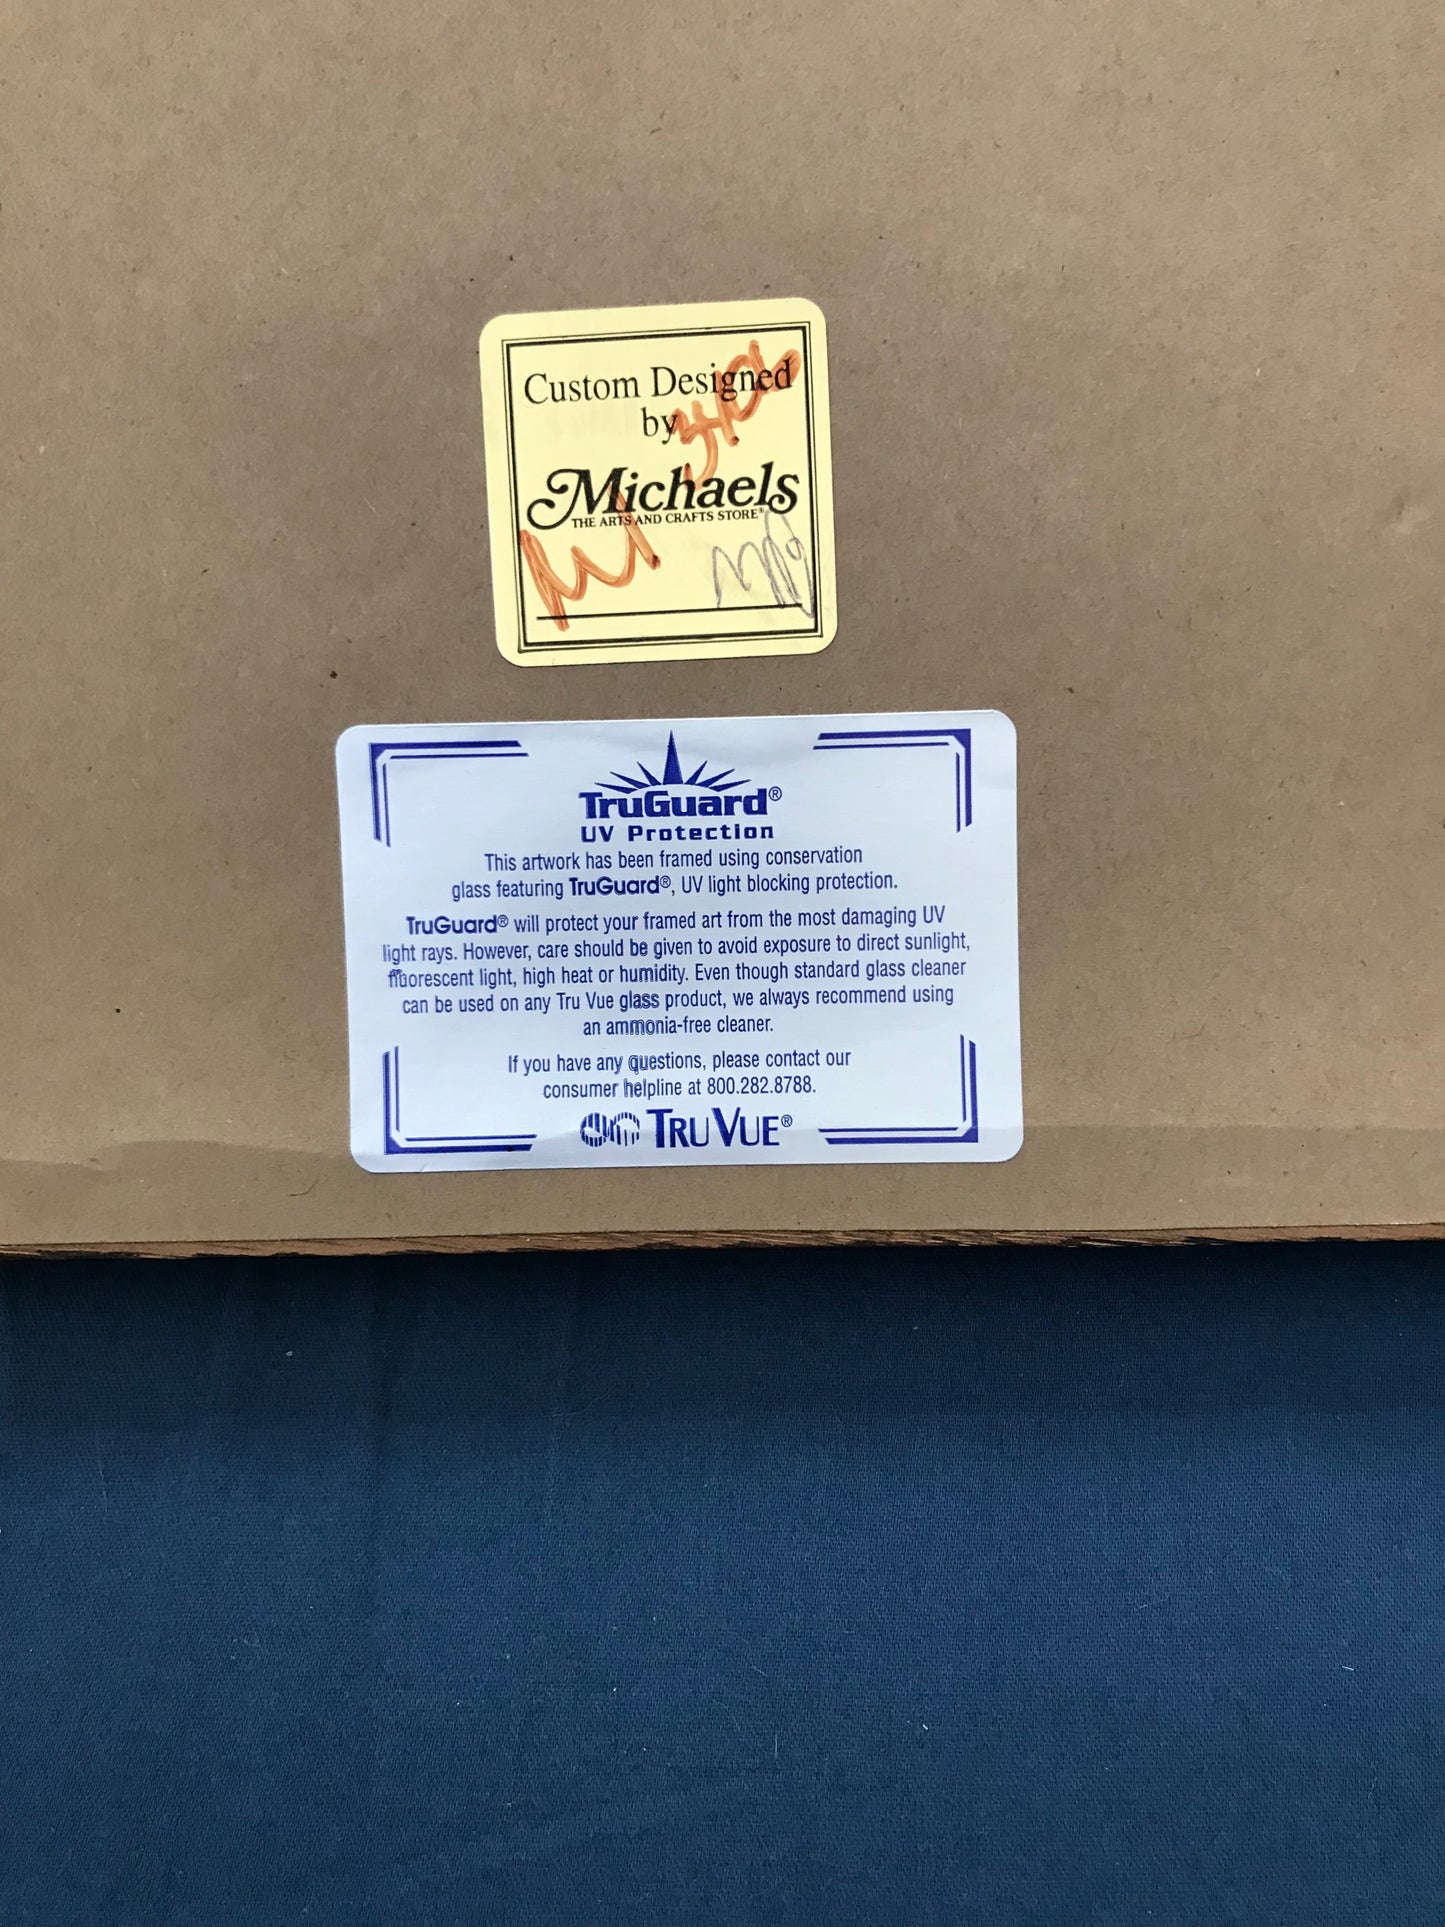 Custom Designed
by
Michaels
THE ARTS AND CRAFTS STORE®
TruGuard®
UV Protection
This artwork has been framed using conservation
glass featuring TruGuard®, UV light blocking protection.
TruGuard® will protect your framed art from the most damaging UV
light rays. However, care should be given to avoid exposure to direct sunlight,
fluorescent light, high heat or humidity. Even though standard glass cleaner
can be used on any Tru Vue glass product, we always recommend using
an ammonia-free cleaner.
If you have any questions, please contact our
consumer helpline at 800.282.8788.
TRU VUE®